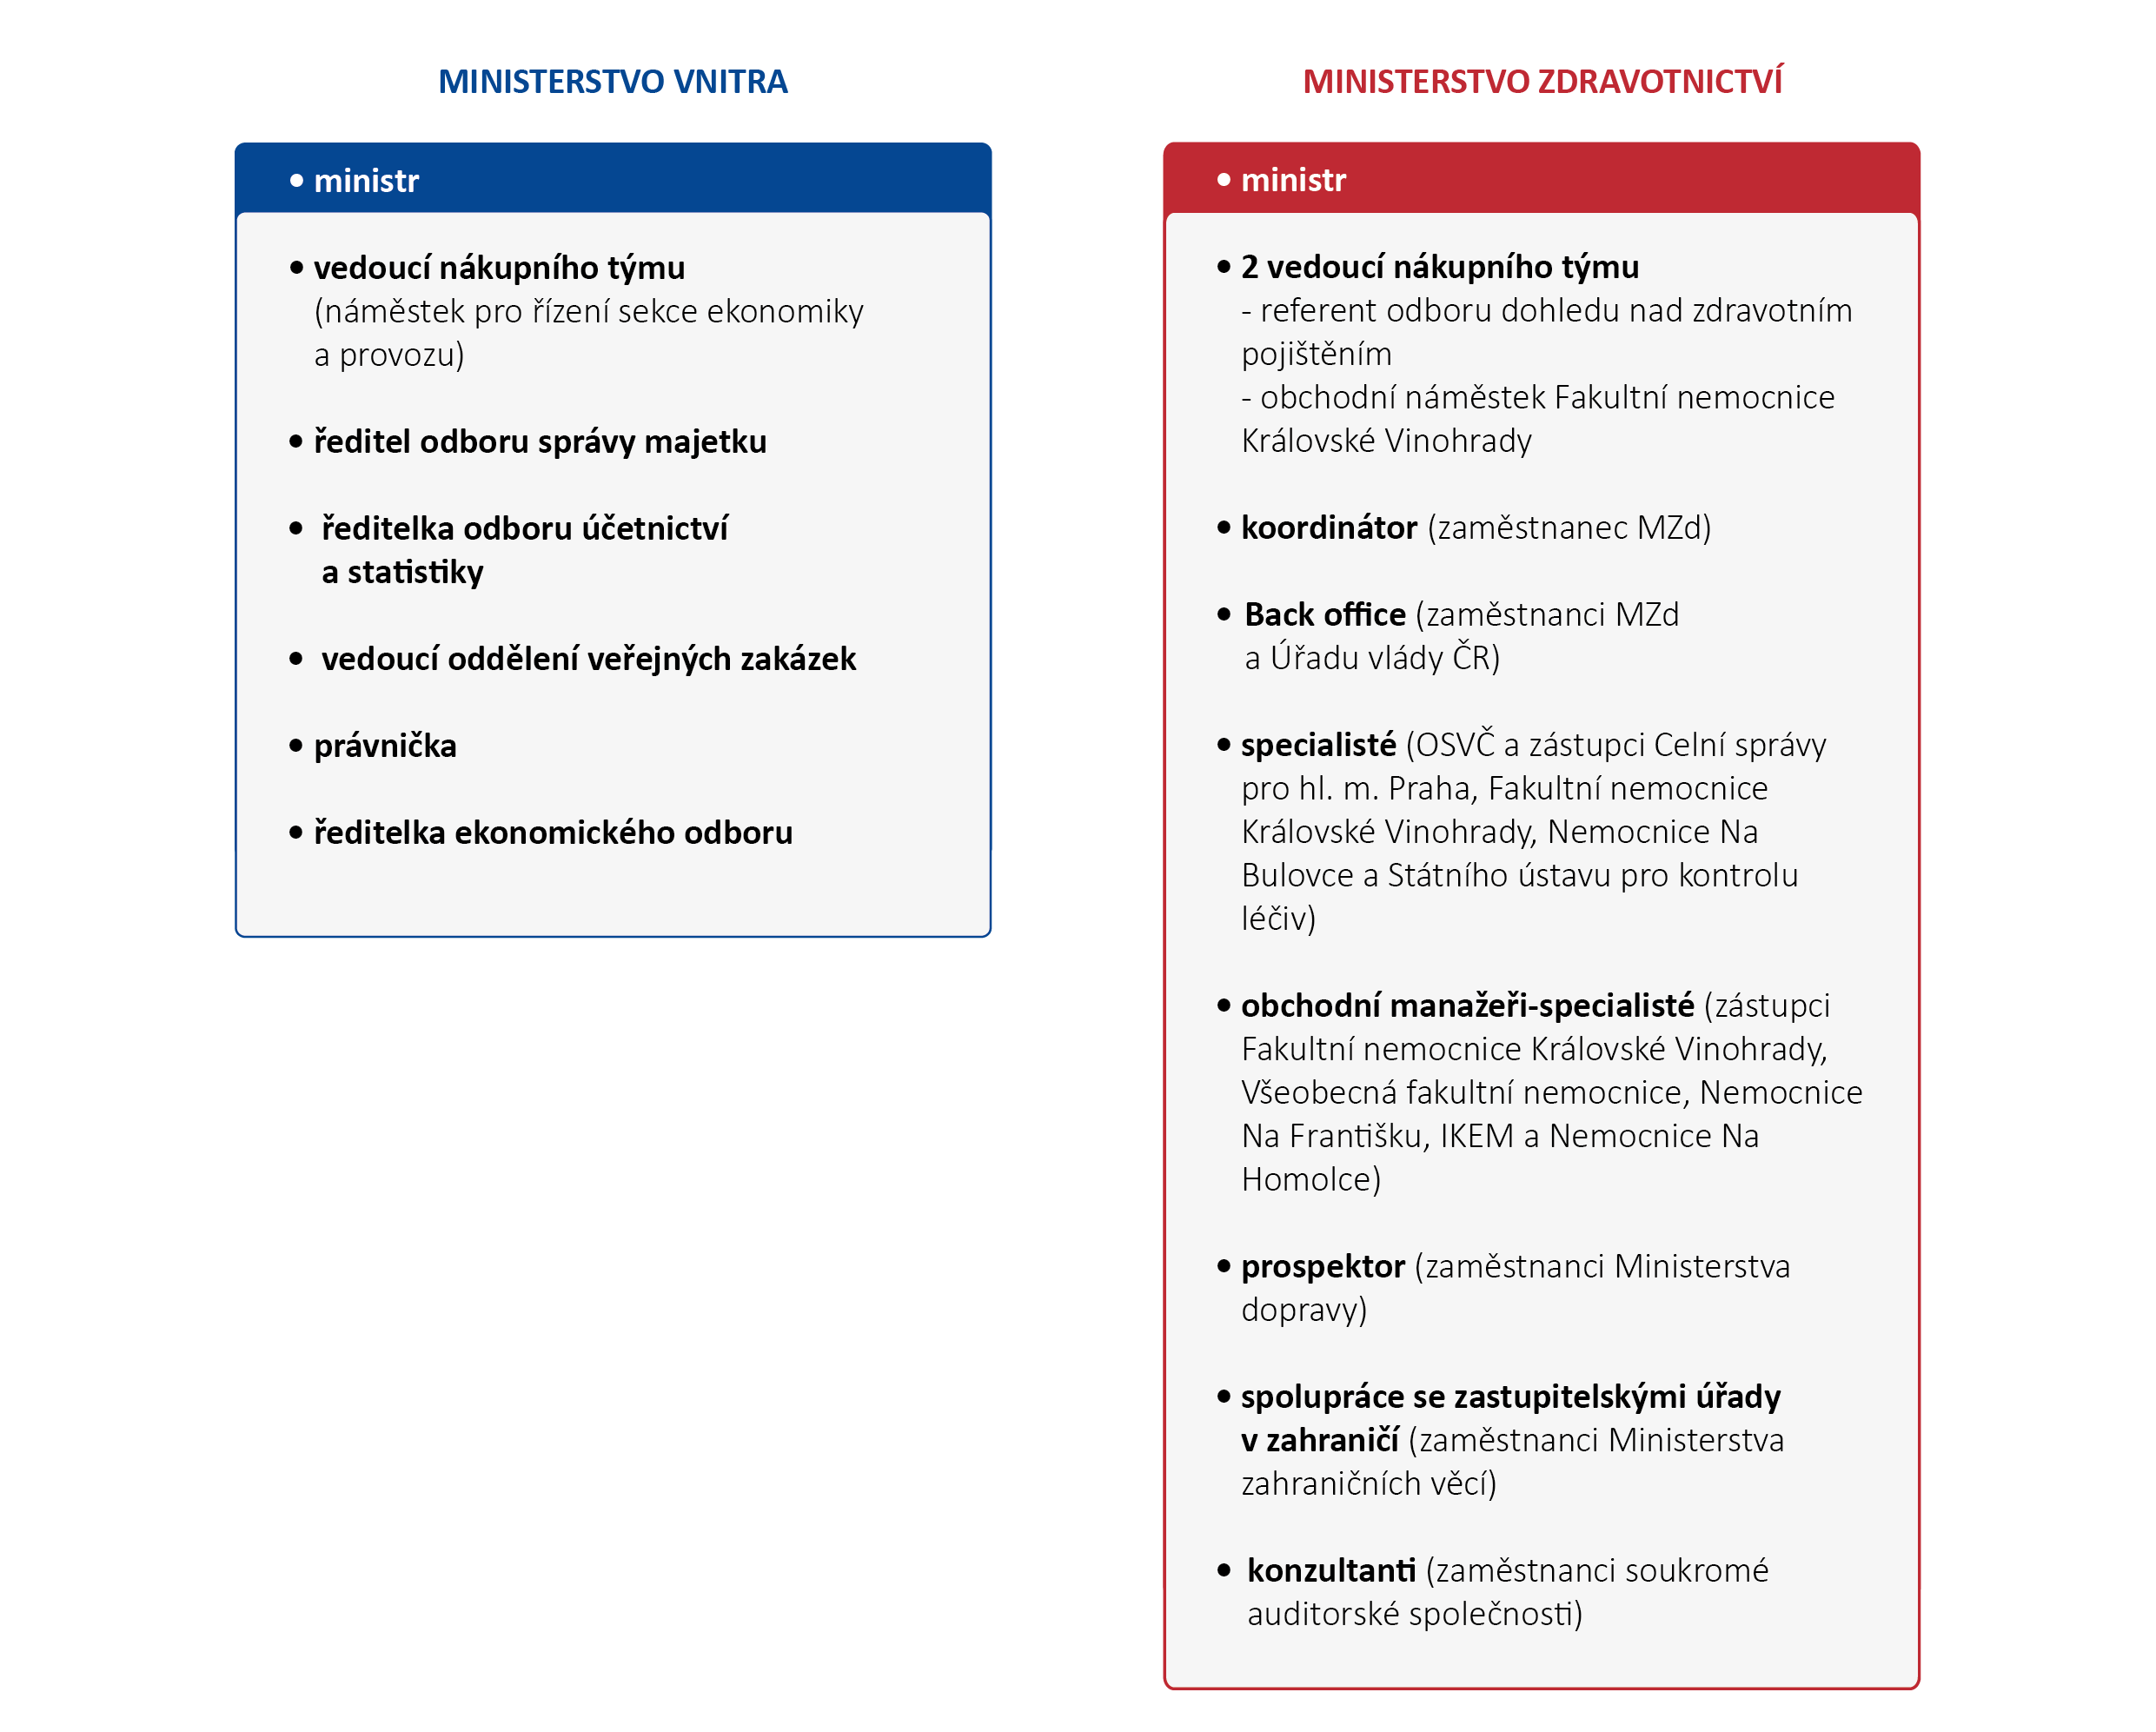 MINISTERSTVO VNITRA
• ministr
• vedoucí nákupního týmu
(náměstek pro řízení sekce ekonomiky
a provozu)
• ředitel odboru správy majetku
• ředitelka odboru účetnictví
a statistiky
• vedoucí oddělení veřejných zakázek
• právnička
• ředitelka ekonomického odboru
MINISTERSTVO ZDRAVOTNICTVÍ
• ministr
• 2 vedoucí nákupního týmu
- referent odboru dohledu nad zdravotním
pojištěním
- obchodní náměstek Fakultní nemocnice
Královské Vinohrady
• koordinátor (zaměstnanec MZd)
• Back office (zaměstnanci MZd
a Úřadu vlády ČR)
• specialisté (OSVČ a zástupci Celní správy
pro hl. m. Praha, Fakultní nemocnice
Královské Vinohrady, Nemocnice Na
Bulovce a Státního ústavu pro kontrolu
léčiv)
• obchodní manažeři-specialisté (zástupci
Fakultní nemocnice Královské Vinohrady,
Všeobecná fakultní nemocnice, Nemocnice
Na Františku, IKEM a Nemocnice Na
Homolce)
• prospektor (zaměstnanci Ministerstva
dopravy)
• spolupráce se zastupitelskými úřady
v zahraničí (zaměstnanci Ministerstva
zahraničních věcí)
• konzultanti (zaměstnanci soukromé
auditorské společnosti)